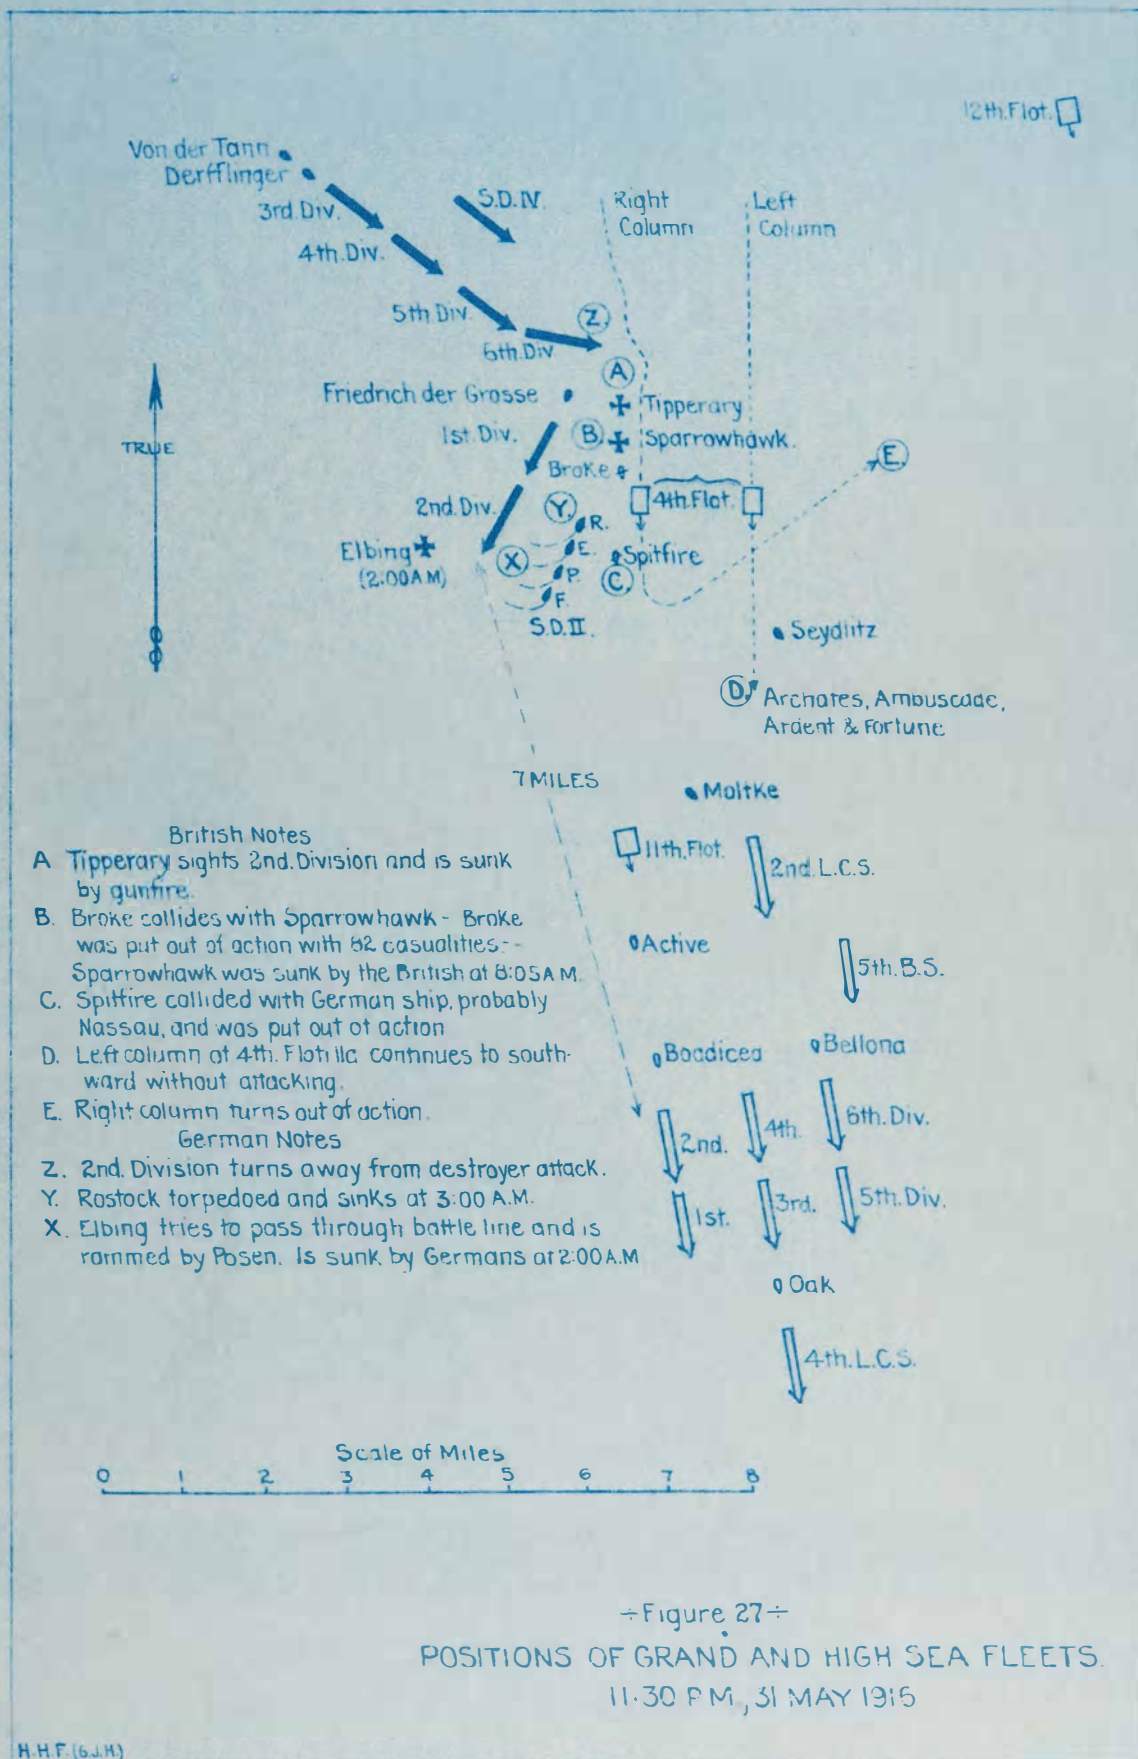 12th.Flot.
Von der Tann
Derfflinger
3rd.Div.
4th.Div.
5th.Div.
6th.Div
S.D.IV.
Right
Column
Left
Column
Z.
A
Friedrich der Grosse
Tipperary
1st.Div.
B
Sparrowhawk.
TRUE
Broke
E.
2nd.Div.
Y.
4th.Flot.
R.
Elbing
(2:00AM)
X
E.
Spitfire
P.
C.
F.
S.D.II.
Seydlitz
D.
Archates, Ambuscade,
Ardent & Fortune
7 MILES
Moltke
11th.Flot.
2nd.L.C.S.
Active
5th.B.S.
Boadicea
Bellona
2nd.
4th.
6th.Div.
1st.
3rd.
5th.Div.
Oak
4th.L.C.S.
British Notes
A Tipperary sights 2nd.Division and is sunk
by gunfire.
B. Broke collides with Sparrowhawk - Broke
was put out of action with 82 casualities:-
Sparrowhawk was sunk by the British at 8:05A.M.
C. Spitfire collided with German ship, probably
Nassau, and was put out of action
D. Left column of 4th. Flotilla continues to south-
ward without attacking.
E. Right column turns out of action.
German Notes
Z. 2nd. Division turns away from destroyer attack.
Y. Rostock torpedoed and sinks at 3:00 A.M.
X. Elbing tries to pass through battle line and is
rammed by Posen. Is sunk by Germans at 2:00A.M
Scale of Miles
0 1 2 3 4 5 6 7 8
÷Figure 27÷
POSITIONS OF GRAND AND HIGH SEA FLEETS.
11.30 PM, 31 MAY 1916
H.H.F.(G.J.H.)